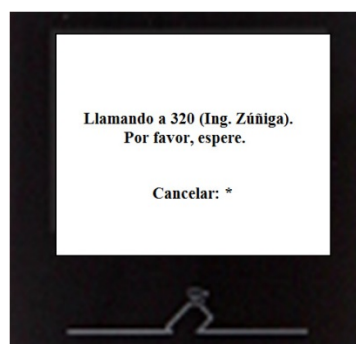 Llamando a 320 (Ing. Zúñiga).
Por favor, espere.
Cancelar: *